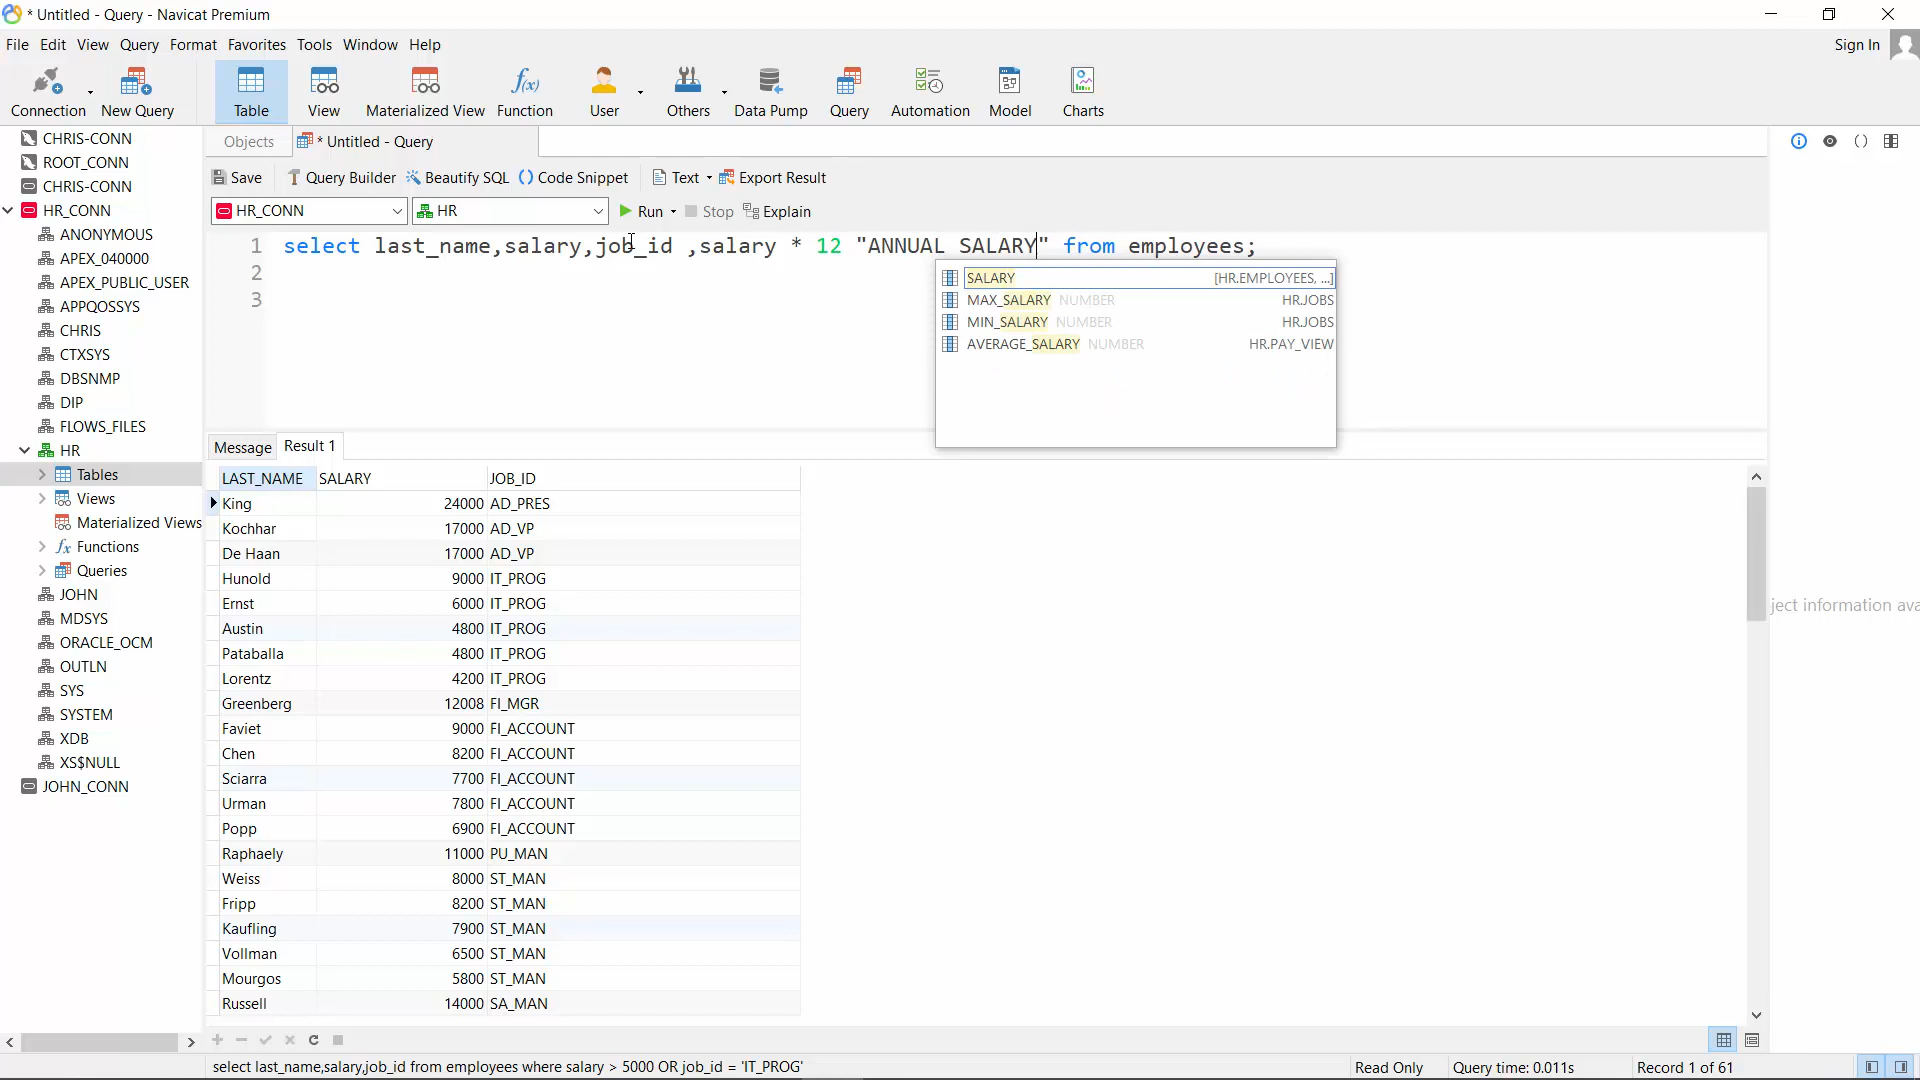 * Untitled - Query - Navicat Premium
File Edit View Query Format Favorites Tools Window Help
Sign In
Connection New Query Table View Materialized View Function User Others Data Pump Query Automation Model Charts
CHRIS-CONN
ROOT_CONN
CHRIS-CONN
HR_CONN
ANONYMOUS
APEX_040000
APEX_PUBLIC_USER
APPQOSSYS
CHRIS
CTXSYS
DBSNMP
DIP
FLOWS_FILES
HR
Tables
Views
Materialized Views
fx Functions
Queries
JOHN
MDSYS
ORACLE_OCM
OUTLN
SYS
SYSTEM
XDB
XS$NULL
JOHN_CONN
Objects * Untitled - Query
Save Query Builder Beautify SQL () Code Snippet Text Export Result
HR_CONN HR Run Stop Explain
1 select last_name,salary,job_id ,salary * 12 "ANNUAL SALARY" from employees;
2
3
SALARY [HR.EMPLOYEES, ...]
MAX_SALARY NUMBER HR.JOBS
MIN_SALARY NUMBER HR.JOBS
AVERAGE_SALARY NUMBER HR.PAY_VIEW
Message Result 1
LAST_NAME SALARY JOB_ID
King 24000 AD_PRES
Kochhar 17000 AD_VP
De Haan 17000 AD_VP
Hunold 9000 IT_PROG
Ernst 6000 IT_PROG
Austin 4800 IT_PROG
Pataballa 4800 IT_PROG
Lorentz 4200 IT_PROG
Greenberg 12008 FI_MGR
Faviet 9000 FI_ACCOUNT
Chen 8200 FI_ACCOUNT
Sciarra 7700 FI_ACCOUNT
Urman 7800 FI_ACCOUNT
Popp 6900 FI_ACCOUNT
Raphaely 11000 PU_MAN
Weiss 8000 ST_MAN
Fripp 8200 ST_MAN
Kaufling 7900 ST_MAN
Vollman 6500 ST_MAN
Mourgos 5800 ST_MAN
Russell 14000 SA_MAN
ject information ava
select last_name,salary,job_id from employees where salary > 5000 OR job_id = 'IT_PROG' Read Only Query time: 0.011s Record 1 of 61